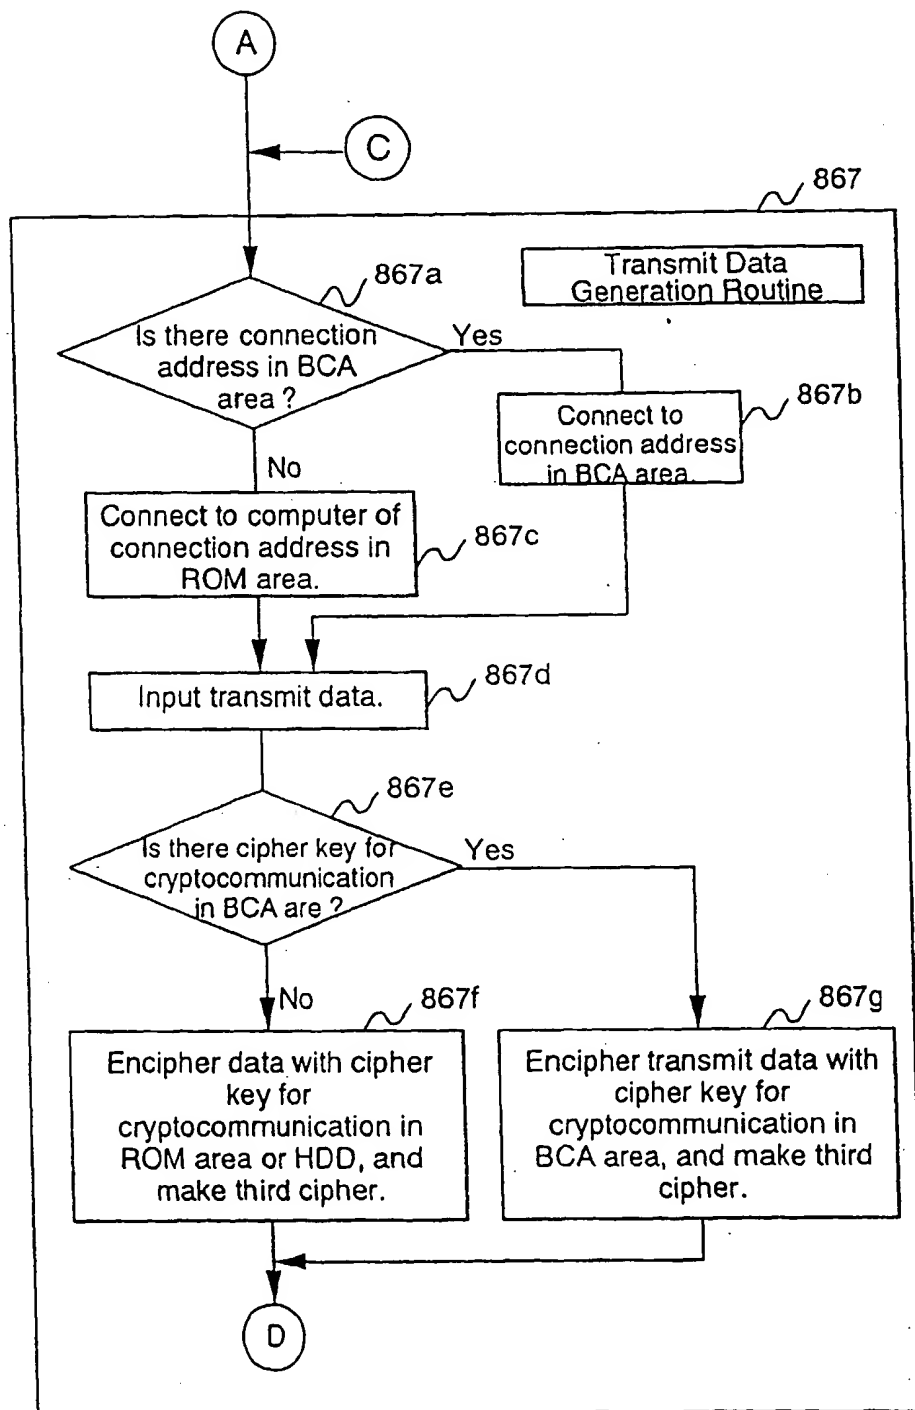 A
C
867
867a
Transmit Data
Generation Routine
Is there connection
address in BCA
area ?
Yes
867b
Connect to
connection address
in BCA area.
No
Connect to computer of
connection address in
ROM area.
867c
Input transmit data.
867d
867e
Is there cipher key for
cryptocommunication
in BCA are ?
Yes
No
867f
867g
Encipher data with cipher
key for
cryptocommunication in
ROM area or HDD, and
make third cipher.
Encipher transmit data with
cipher key for
cryptocommunication in
BCA area, and make third
cipher.
D